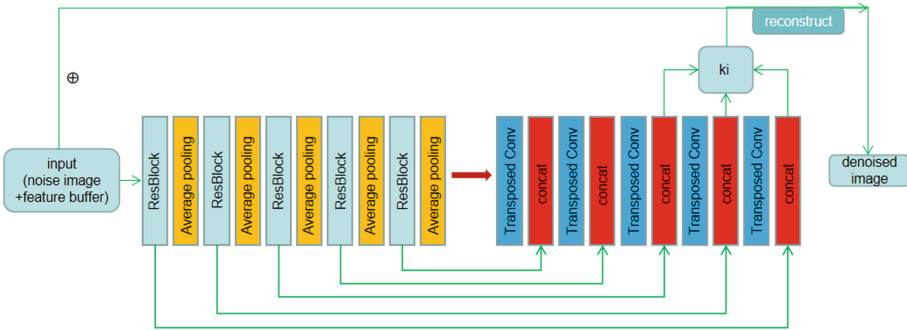 reconstruct
ki
⊕
input
(noise image
+feature buffer)
ResBlock
Average pooling
ResBlock
Average pooling
ResBlock
Average pooling
ResBlock
Average pooling
ResBlock
Average pooling
Transposed Conv
concat
Transposed Conv
concat
Transposed Conv
concat
Transposed Conv
concat
Transposed Conv
concat
denoised
image